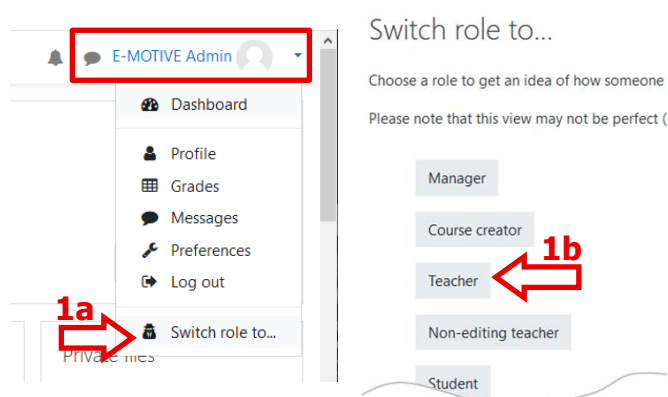 E-MOTIVE Admin
Dashboard
Profile
Grades
Messages
Preferences
Log out
1a
Switch role to...
Private files
Switch role to...
Choose a role to get an idea of how someone
Please note that this view may not be perfect (
Manager
Course creator
1b
Teacher
Non-editing teacher
Student